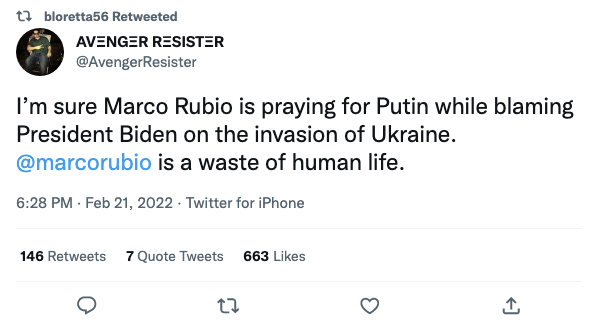 bloretta56 Retweeted
AVΞNGΞR RΞSISTΞR
@AvengerResister
I’m sure Marco Rubio is praying for Putin while blaming
President Biden on the invasion of Ukraine.
@marcorubio is a waste of human life.
6:28 PM · Feb 21, 2022 · Twitter for iPhone
146 Retweets 7 Quote Tweets 663 Likes